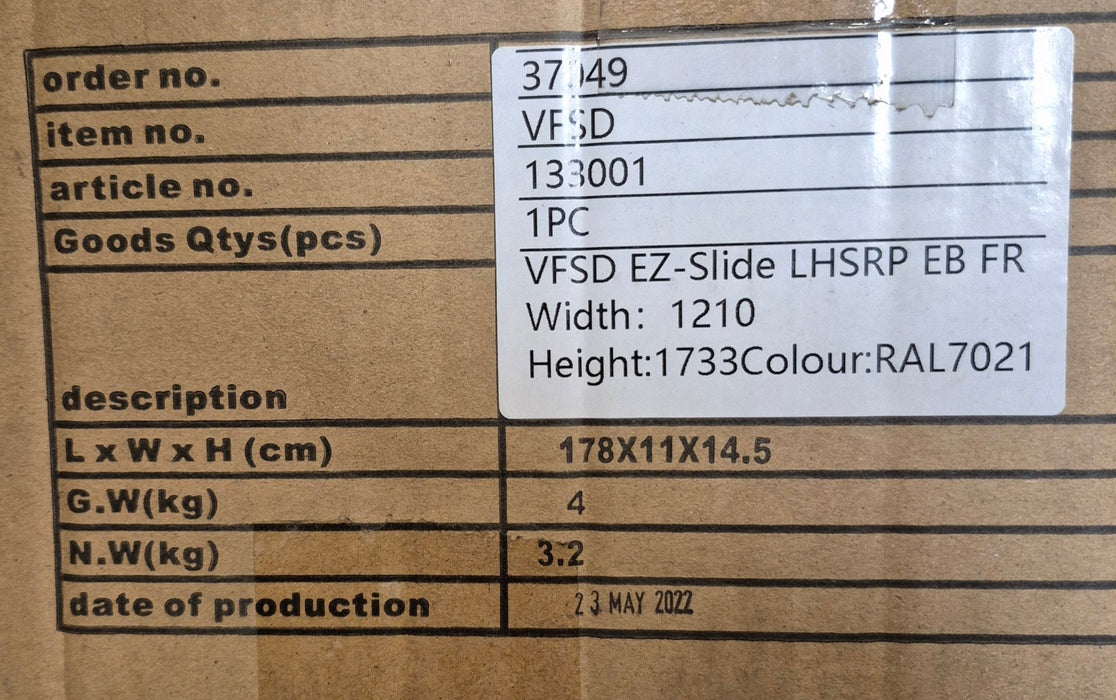 order no. 37049
item no. VFSD
article no. 133001
Goods Qtys(pcs) 1PC
VFSD EZ-Slide LHSRP EB FR
Width: 1210
Height:1733Colour:RAL7021
description
L x W x H (cm) 178X11X14.5
G.W(kg) 4
N.W(kg) 3.2
date of production 23 MAY 2022